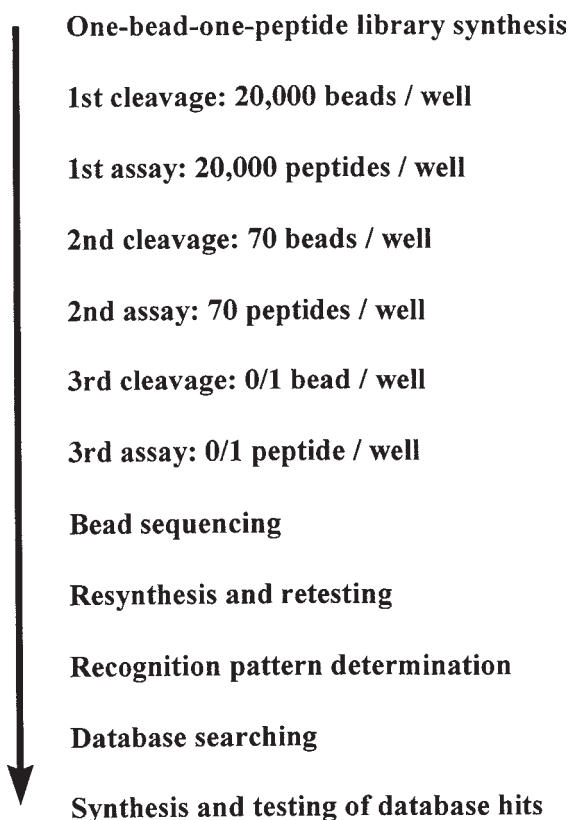 One-bead-one-peptide library synthesis
1st cleavage: 20,000 beads / well
1st assay: 20,000 peptides / well
2nd cleavage: 70 beads / well
2nd assay: 70 peptides / well
3rd cleavage: 0/1 bead / well
3rd assay: 0/1 peptide / well
Bead sequencing
Resynthesis and retesting
Recognition pattern determination
Database searching
Synthesis and testing of database hits